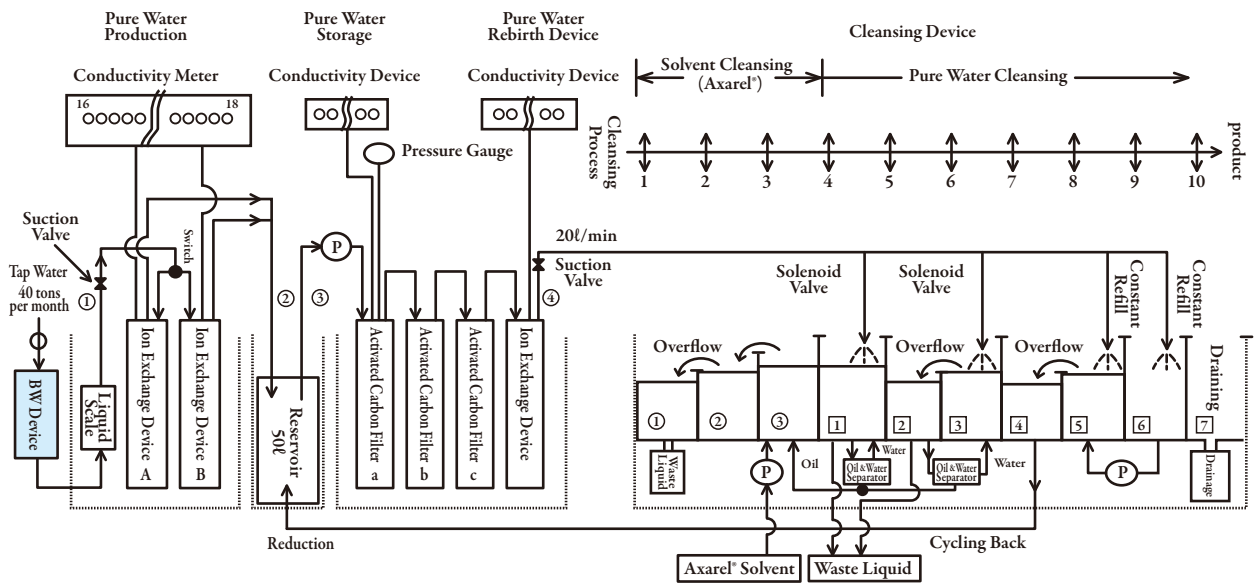 Pure Water
Production
Pure Water
Storage
Pure Water
Rebirth Device
Cleansing Device
Conductivity Meter
Conductivity Device
Conductivity Device
Solvent Cleansing
(Axarel®)
Pure Water Cleansing
16
18
Pressure Gauge
Cleansing
Process
1
2
3
4
5
6
7
8
9
10
product
Suction
Valve
Switch
Tap Water
40 tons
per month
①
②
③
P
④
20ℓ/min
Suction
Valve
Solenoid
Valve
Solenoid
Valve
Constant
Refill
Constant
Refill
BW Device
Liquid
Scale
Ion Exchange Device
A
Ion Exchange Device
B
Reservoir
50ℓ
Activated Carbon Filter
a
Activated Carbon Filter
b
Activated Carbon Filter
c
Ion Exchange Device
Overflow
Overflow
Overflow
Draining
①
②
③
1
2
3
4
5
6
7
Waste
Liquid
P
Oil
Water
Oil & Water
Separator
Oil & Water
Separator
Water
P
Drainage
Reduction
Cycling Back
Axarel® Solvent
Waste Liquid